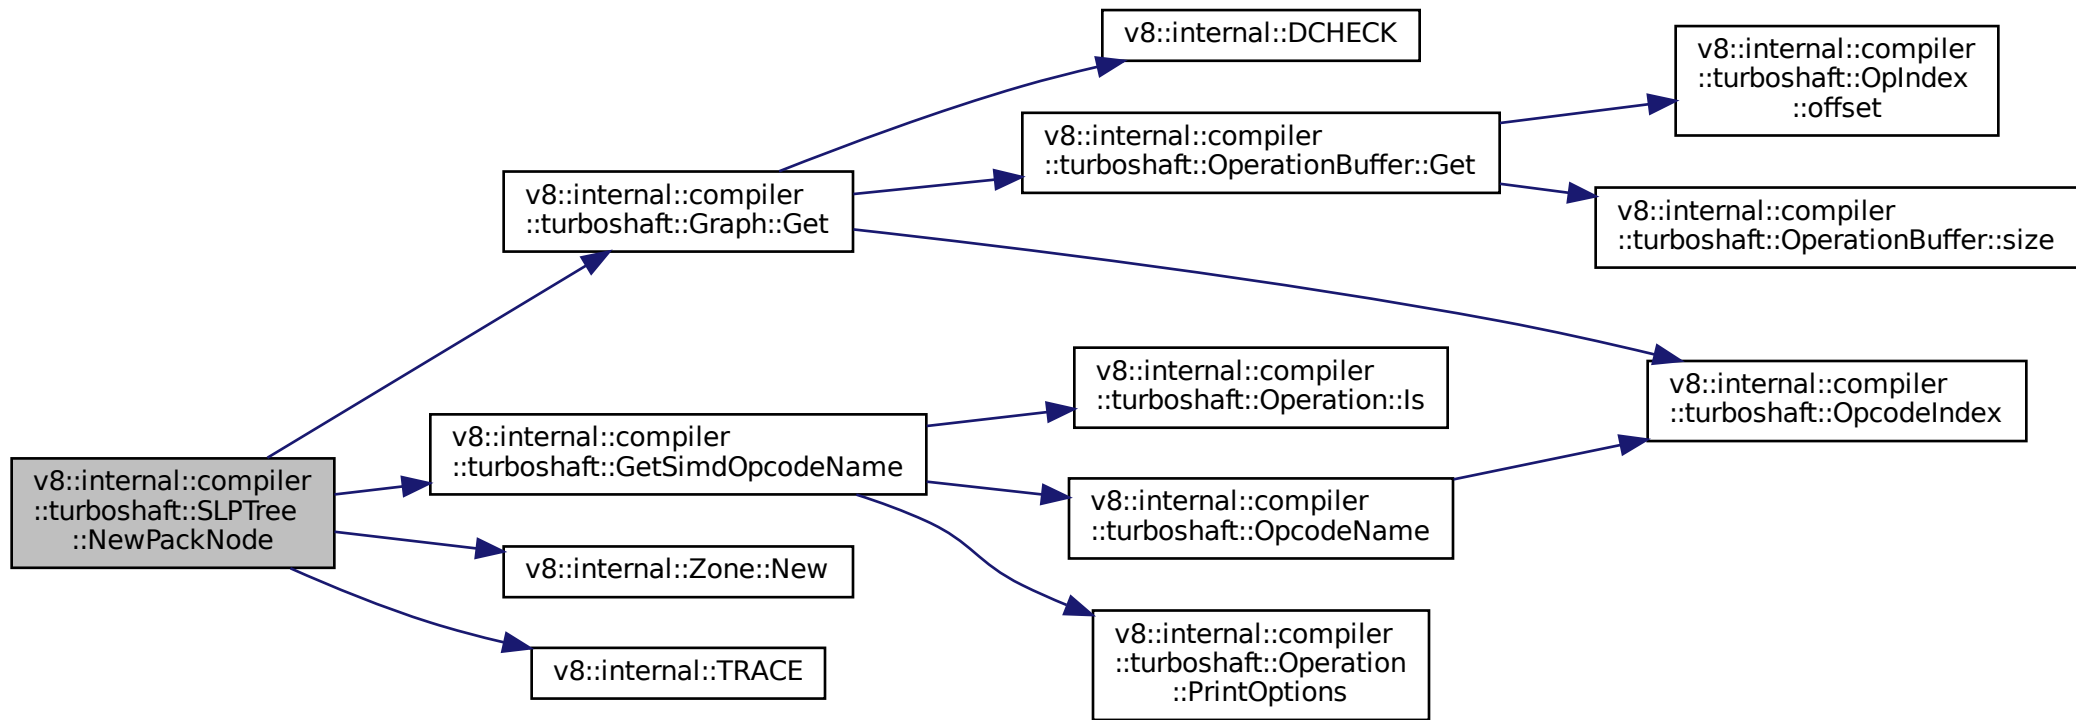 v8::internal::compiler
::turboshaft::SLPTree
::NewPackNode
v8::internal::compiler
::turboshaft::Graph::Get
v8::internal::DCHECK
v8::internal::compiler
::turboshaft::OperationBuffer::Get
v8::internal::compiler
::turboshaft::OpIndex
::offset
v8::internal::compiler
::turboshaft::OperationBuffer::size
v8::internal::compiler
::turboshaft::OpcodeIndex
v8::internal::compiler
::turboshaft::GetSimdOpcodeName
v8::internal::compiler
::turboshaft::Operation::Is
v8::internal::compiler
::turboshaft::OpcodeName
v8::internal::compiler
::turboshaft::Operation
::PrintOptions
v8::internal::Zone::New
v8::internal::TRACE